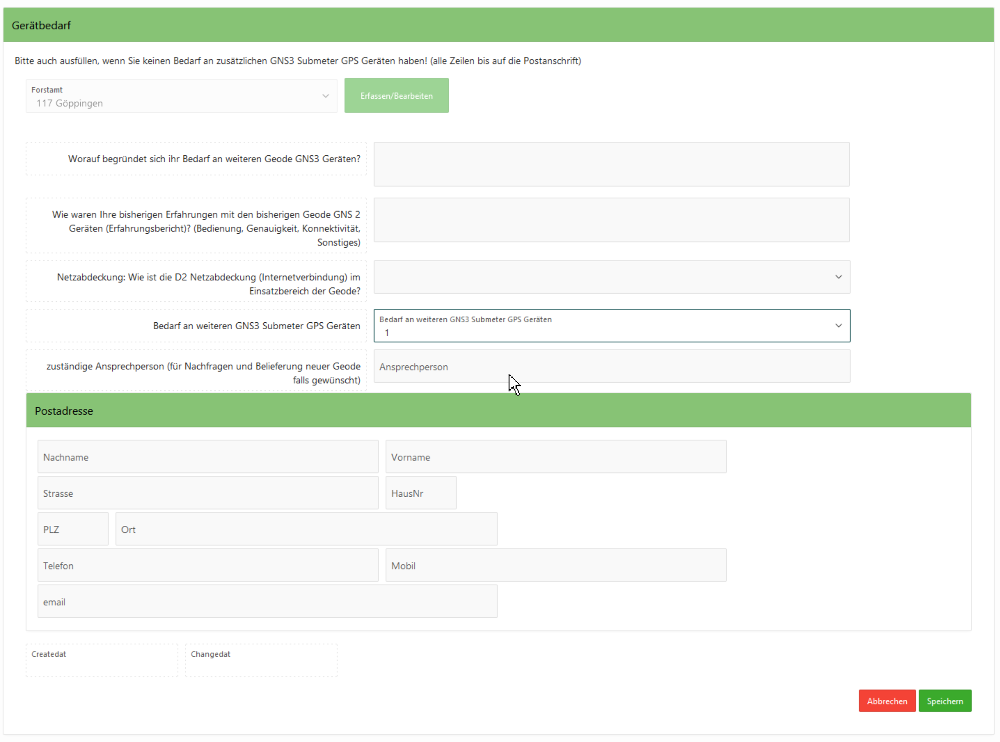 Gerätbedarf
Bitte auch ausfüllen, wenn Sie keinen Bedarf an zusätzlichen GNS3 Submeter GPS Geräten haben! (alle Zeilen bis auf die Postanschrift)
Forstamt
117 Göppingen
Erfassen/Bearbeiten
Worauf begründet sich ihr Bedarf an weiteren Geode GNS3 Geräten?
Wie waren Ihre bisherigen Erfahrungen mit den bisherigen Geode GNS 2
Geräten (Erfahrungsbericht)? (Bedienung, Genauigkeit, Konnektivität,
Sonstiges)
Netzabdeckung: Wie ist die D2 Netzabdeckung (Internetverbindung) im
Einsatzbereich der Geode?
Bedarf an weiteren GNS3 Submeter GPS Geräten
Bedarf an weiteren GNS3 Submeter GPS Geräten
1
zuständige Ansprechperson (für Nachfragen und Belieferung neuer Geode
falls gewünscht)
Ansprechperson
Postadresse
Nachname
Vorname
Strasse
HausNr
PLZ
Ort
Telefon
Mobil
email
Createdat
Changedat
Abbrechen
Speichern